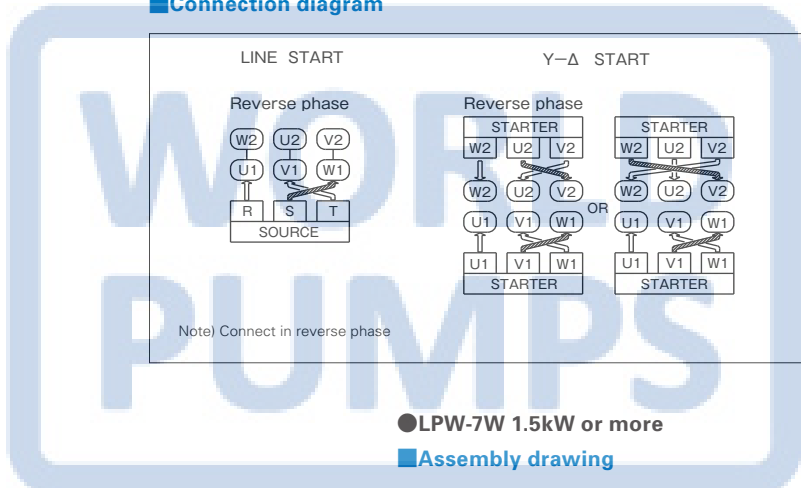 ■Connection diagram
LINE START
Y−Δ START
Reverse phase
W2 U2 V2
U1 V1 W1
R S T
SOURCE
Reverse phase
STARTER
W2 U2 V2
W2 U2 V2
U1 V1 W1
U1 V1 W1
STARTER
OR
STARTER
W2 U2 V2
W2 U2 V2
U1 V1 W1
U1 V1 W1
STARTER
Note) Connect in reverse phase
WORLD
PUMPS
●LPW-7W 1.5kW or more
■Assembly drawing